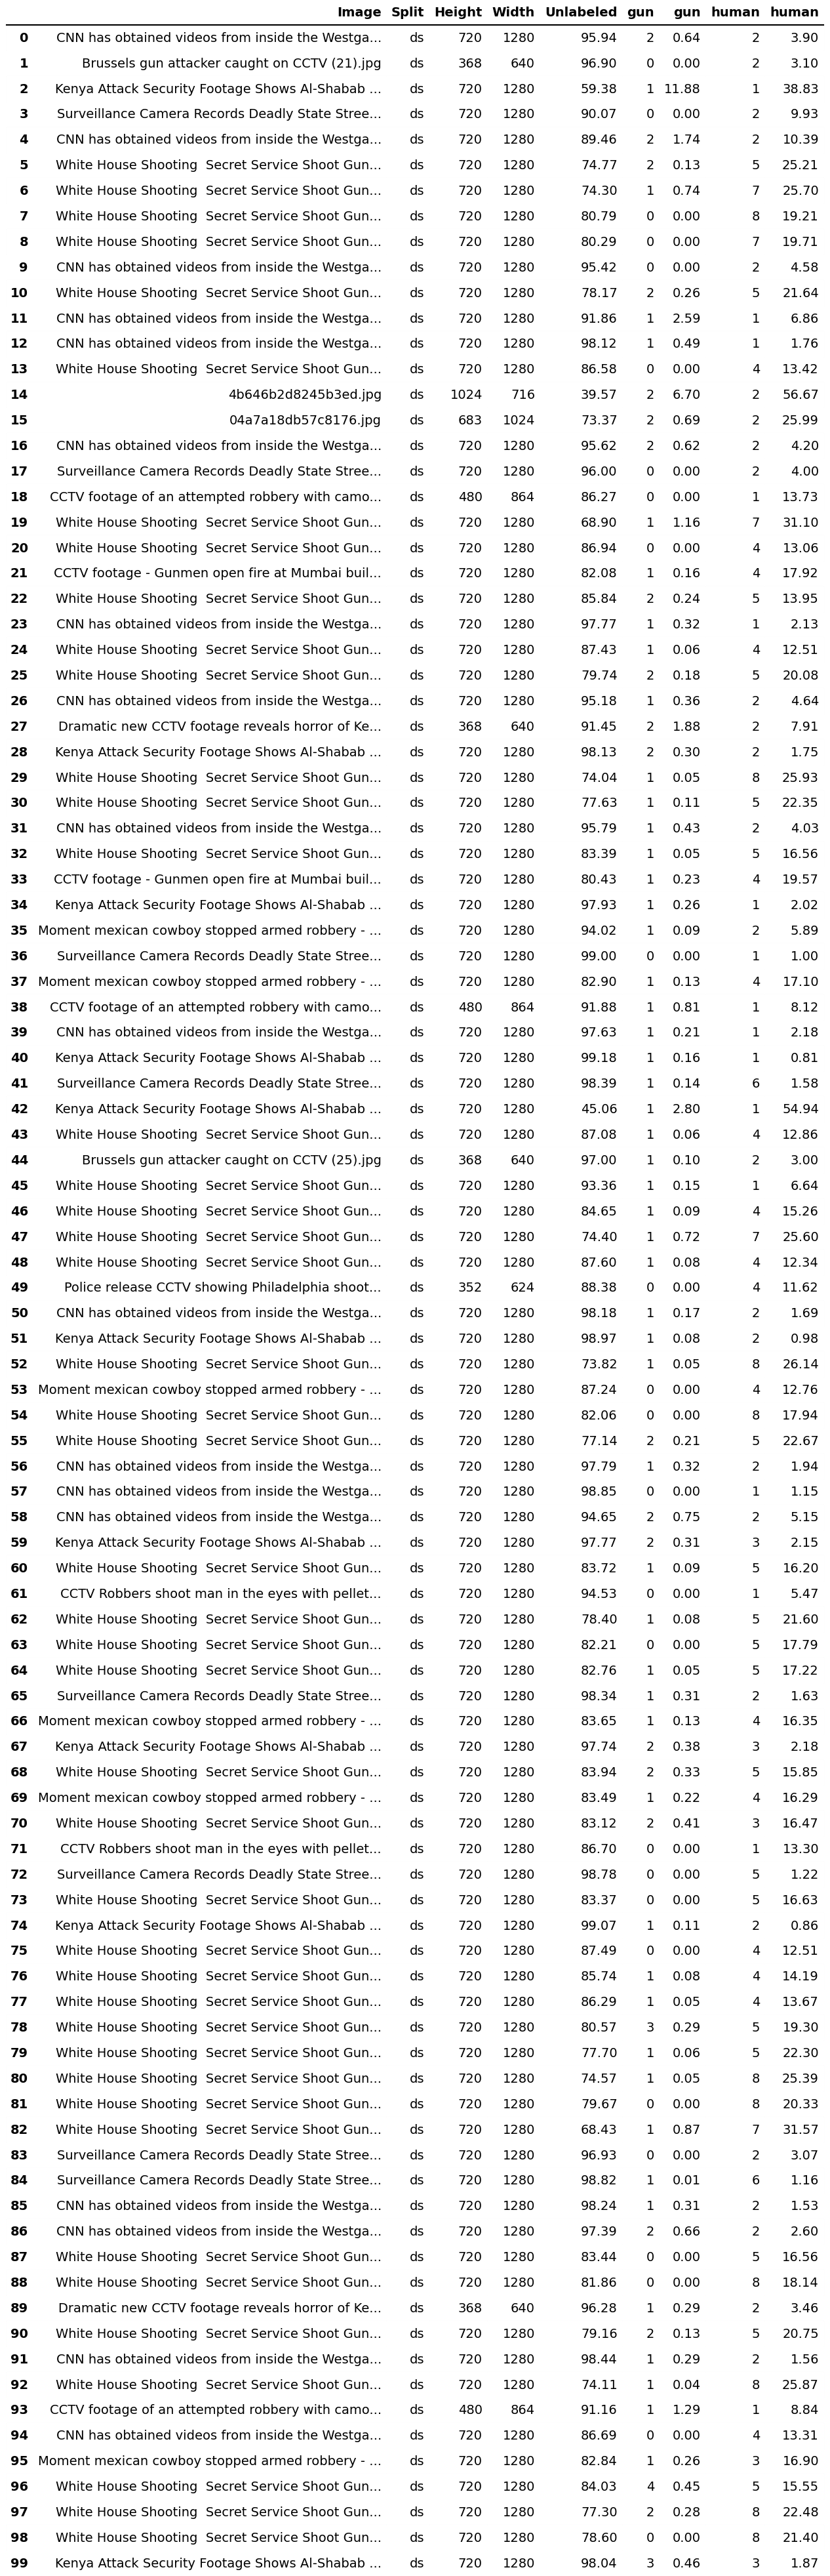 Image Split Height Width Unlabeled gun gun human human
0 CNN has obtained videos from inside the Westga... ds 720 1280 95.94 2 0.64 2 3.90
1 Brussels gun attacker caught on CCTV (21).jpg ds 368 640 96.90 2 0.00 2 3.10
2 Kenya Attack Security Footage Shows Al-Shabab ... ds 720 1280 59.38 1 11.88 1 38.83
3 Surveillance Camera Records Deadly State Stree... ds 720 1280 90.07 0 0.00 2 9.93
4 CNN has obtained videos from inside the Westga... ds 720 1280 89.46 2 1.74 2 10.39
5 White House Shooting  Secret Service Shoot Gun... ds 720 1280 74.77 2 0.13 5 25.21
6 White House Shooting  Secret Service Shoot Gun... ds 720 1280 74.30 1 0.74 7 25.70
7 White House Shooting  Secret Service Shoot Gun... ds 720 1280 80.79 0 0.00 8 19.21
8 White House Shooting  Secret Service Shoot Gun... ds 720 1280 80.29 0 0.00 7 19.71
9 CNN has obtained videos from inside the Westga... ds 720 1280 95.42 0 0.00 2 4.58
10 White House Shooting  Secret Service Shoot Gun... ds 720 1280 78.17 2 0.26 5 21.64
11 CNN has obtained videos from inside the Westga... ds 720 1280 91.86 1 2.59 1 6.86
12 CNN has obtained videos from inside the Westga... ds 720 1280 98.12 1 0.49 1 1.76
13 White House Shooting  Secret Service Shoot Gun... ds 720 1280 86.58 0 0.00 4 13.42
14 4b646b2d8245b3ed.jpg ds 1024 716 39.57 2 6.70 2 56.67
15 04a7a18db57c8176.jpg ds 683 1024 73.37 2 0.69 2 25.99
16 CNN has obtained videos from inside the Westga... ds 720 1280 95.62 2 0.62 2 4.20
17 Surveillance Camera Records Deadly State Stree... ds 720 1280 96.00 0 0.00 2 4.00
18 CCTV footage of an attempted robbery with camo... ds 480 864 86.27 0 0.00 1 13.73
19 White House Shooting  Secret Service Shoot Gun... ds 720 1280 68.90 1 1.16 7 31.10
20 White House Shooting  Secret Service Shoot Gun... ds 720 1280 86.94 0 0.00 4 13.06
21 CCTV footage - Gunmen open fire at Mumbai buil... ds 720 1280 82.08 1 0.16 4 17.92
22 White House Shooting  Secret Service Shoot Gun... ds 720 1280 85.84 2 0.24 5 13.95
23 CNN has obtained videos from inside the Westga... ds 720 1280 97.77 1 0.32 1 2.13
24 White House Shooting  Secret Service Shoot Gun... ds 720 1280 87.43 1 0.06 4 12.51
25 White House Shooting  Secret Service Shoot Gun... ds 720 1280 79.74 2 0.18 5 20.08
26 CNN has obtained videos from inside the Westga... ds 720 1280 95.18 1 0.36 2 4.64
27 Dramatic new CCTV footage reveals horror of Ke... ds 368 640 91.45 2 1.88 2 7.91
28 Kenya Attack Security Footage Shows Al-Shabab ... ds 720 1280 98.13 2 0.30 2 1.75
29 White House Shooting  Secret Service Shoot Gun... ds 720 1280 74.04 1 0.05 8 25.93
30 White House Shooting  Secret Service Shoot Gun... ds 720 1280 77.63 1 0.11 5 22.35
31 CNN has obtained videos from inside the Westga... ds 720 1280 95.79 1 0.43 2 4.03
32 White House Shooting  Secret Service Shoot Gun... ds 720 1280 83.39 1 0.05 5 16.56
33 CCTV footage - Gunmen open fire at Mumbai buil... ds 720 1280 80.43 1 0.23 4 19.57
34 Kenya Attack Security Footage Shows Al-Shabab ... ds 720 1280 97.93 1 0.26 1 2.02
35 Moment mexican cowboy stopped armed robbery - ... ds 720 1280 94.02 1 0.09 2 5.89
36 Surveillance Camera Records Deadly State Stree... ds 720 1280 99.00 0 0.00 1 1.00
37 Moment mexican cowboy stopped armed robbery - ... ds 720 1280 82.90 1 0.13 4 17.10
38 CCTV footage of an attempted robbery with camo... ds 480 864 91.88 1 0.81 1 8.12
39 CNN has obtained videos from inside the Westga... ds 720 1280 97.63 1 0.21 1 2.18
40 Kenya Attack Security Footage Shows Al-Shabab ... ds 720 1280 99.18 1 0.16 1 0.81
41 Surveillance Camera Records Deadly State Stree... ds 720 1280 98.39 1 0.14 6 1.58
42 Kenya Attack Security Footage Shows Al-Shabab ... ds 720 1280 45.06 1 2.80 1 54.94
43 White House Shooting  Secret Service Shoot Gun... ds 720 1280 87.08 1 0.06 4 12.86
44 Brussels gun attacker caught on CCTV (25).jpg ds 368 640 97.00 1 0.10 2 3.00
45 White House Shooting  Secret Service Shoot Gun... ds 720 1280 93.36 1 0.15 1 6.64
46 White House Shooting  Secret Service Shoot Gun... ds 720 1280 84.65 1 0.09 4 15.26
47 White House Shooting  Secret Service Shoot Gun... ds 720 1280 74.40 1 0.72 7 25.60
48 White House Shooting  Secret Service Shoot Gun... ds 720 1280 87.60 1 0.08 4 12.34
49 Police release CCTV showing Philadelphia shoot... ds 352 624 88.38 0 0.00 4 11.62
50 CNN has obtained videos from inside the Westga... ds 720 1280 98.18 1 0.17 2 1.69
51 Kenya Attack Security Footage Shows Al-Shabab ... ds 720 1280 98.97 1 0.08 2 0.98
52 White House Shooting  Secret Service Shoot Gun... ds 720 1280 73.82 1 0.05 8 26.14
53 Moment mexican cowboy stopped armed robbery - ... ds 720 1280 87.24 0 0.00 4 12.76
54 White House Shooting  Secret Service Shoot Gun... ds 720 1280 82.06 0 0.00 8 17.94
55 White House Shooting  Secret Service Shoot Gun... ds 720 1280 77.14 2 0.21 5 22.67
56 CNN has obtained videos from inside the Westga... ds 720 1280 97.79 1 0.32 2 1.94
57 CNN has obtained videos from inside the Westga... ds 720 1280 98.85 0 0.00 1 1.15
58 CNN has obtained videos from inside the Westga... ds 720 1280 94.65 2 0.75 2 5.15
59 Kenya Attack Security Footage Shows Al-Shabab ... ds 720 1280 97.77 2 0.31 3 2.15
60 White House Shooting  Secret Service Shoot Gun... ds 720 1280 83.72 1 0.09 5 16.20
61 CCTV Robbers shoot man in the eyes with pellet... ds 720 1280 94.53 0 0.00 1 5.47
62 White House Shooting  Secret Service Shoot Gun... ds 720 1280 78.40 1 0.08 5 21.60
63 White House Shooting  Secret Service Shoot Gun... ds 720 1280 82.21 0 0.00 5 17.79
64 White House Shooting  Secret Service Shoot Gun... ds 720 1280 82.76 1 0.05 5 17.22
65 Surveillance Camera Records Deadly State Stree... ds 720 1280 98.34 1 0.31 2 1.63
66 Moment mexican cowboy stopped armed robbery - ... ds 720 1280 83.65 1 0.13 4 16.35
67 Kenya Attack Security Footage Shows Al-Shabab ... ds 720 1280 97.74 2 0.38 3 2.18
68 White House Shooting  Secret Service Shoot Gun... ds 720 1280 83.94 2 0.33 5 15.85
69 Moment mexican cowboy stopped armed robbery - ... ds 720 1280 83.49 1 0.22 4 16.29
70 White House Shooting  Secret Service Shoot Gun... ds 720 1280 83.12 2 0.41 3 16.47
71 CCTV Robbers shoot man in the eyes with pellet... ds 720 1280 86.70 0 0.00 1 13.30
72 Surveillance Camera Records Deadly State Stree... ds 720 1280 98.78 0 0.00 5 1.22
73 White House Shooting  Secret Service Shoot Gun... ds 720 1280 83.37 0 0.00 5 16.63
74 Kenya Attack Security Footage Shows Al-Shabab ... ds 720 1280 99.07 1 0.11 2 0.86
75 White House Shooting  Secret Service Shoot Gun... ds 720 1280 87.49 0 0.00 4 12.51
76 White House Shooting  Secret Service Shoot Gun... ds 720 1280 85.74 1 0.08 4 14.19
77 White House Shooting  Secret Service Shoot Gun... ds 720 1280 86.29 1 0.05 4 13.67
78 White House Shooting  Secret Service Shoot Gun... ds 720 1280 80.57 3 0.29 5 19.30
79 White House Shooting  Secret Service Shoot Gun... ds 720 1280 77.70 1 0.06 5 22.30
80 White House Shooting  Secret Service Shoot Gun... ds 720 1280 74.57 1 0.05 8 25.39
81 White House Shooting  Secret Service Shoot Gun... ds 720 1280 79.67 0 0.00 8 20.33
82 White House Shooting  Secret Service Shoot Gun... ds 720 1280 68.43 1 0.87 7 31.57
83 Surveillance Camera Records Deadly State Stree... ds 720 1280 96.93 0 0.00 2 3.07
84 Surveillance Camera Records Deadly State Stree... ds 720 1280 98.82 1 0.01 6 1.16
85 CNN has obtained videos from inside the Westga... ds 720 1280 98.24 1 0.31 2 1.53
86 CNN has obtained videos from inside the Westga... ds 720 1280 97.39 2 0.66 2 2.60
87 White House Shooting  Secret Service Shoot Gun... ds 720 1280 83.44 0 0.00 5 16.56
88 White House Shooting  Secret Service Shoot Gun... ds 720 1280 81.86 0 0.00 8 18.14
89 Dramatic new CCTV footage reveals horror of Ke... ds 368 640 96.28 1 0.29 2 3.46
90 White House Shooting  Secret Service Shoot Gun... ds 720 1280 79.16 2 0.13 5 20.75
91 CNN has obtained videos from inside the Westga... ds 720 1280 98.44 1 0.29 2 1.56
92 White House Shooting  Secret Service Shoot Gun... ds 720 1280 74.11 1 0.04 8 25.87
93 CCTV footage of an attempted robbery with camo... ds 480 864 91.16 1 1.29 1 8.84
94 CNN has obtained videos from inside the Westga... ds 720 1280 86.69 0 0.00 4 13.31
95 Moment mexican cowboy stopped armed robbery - ... ds 720 1280 82.84 1 0.26 3 16.90
96 White House Shooting  Secret Service Shoot Gun... ds 720 1280 84.03 4 0.45 5 15.55
97 White House Shooting  Secret Service Shoot Gun... ds 720 1280 77.30 2 0.28 8 22.48
98 White House Shooting  Secret Service Shoot Gun... ds 720 1280 78.60 0 0.00 8 21.40
99 Kenya Attack Security Footage Shows Al-Shabab ... ds 720 1280 98.04 3 0.46 3 1.87